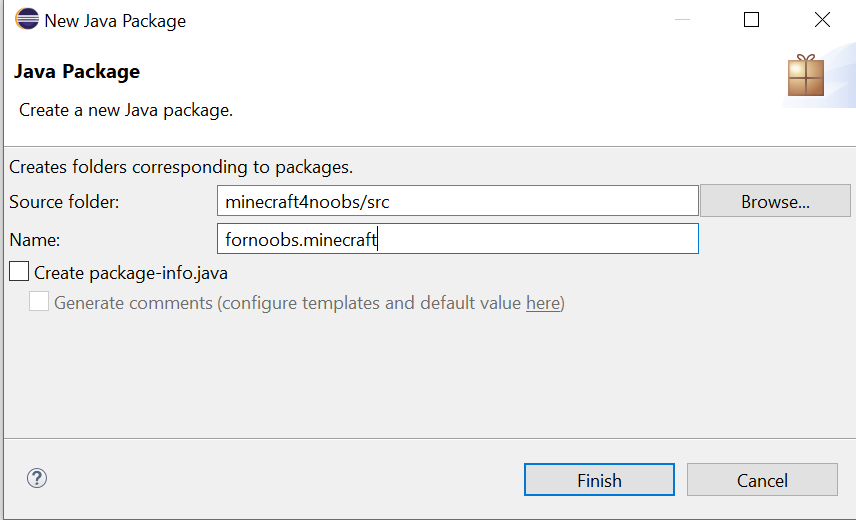 New Java Package
Java Package
Create a new Java package.
Creates folders corresponding to packages.
Source folder: minecraft4noobs/src Browse...
Name: fornoobs.minecraft
Create package-info.java
Generate comments (configure templates and default value here)
? Finish Cancel